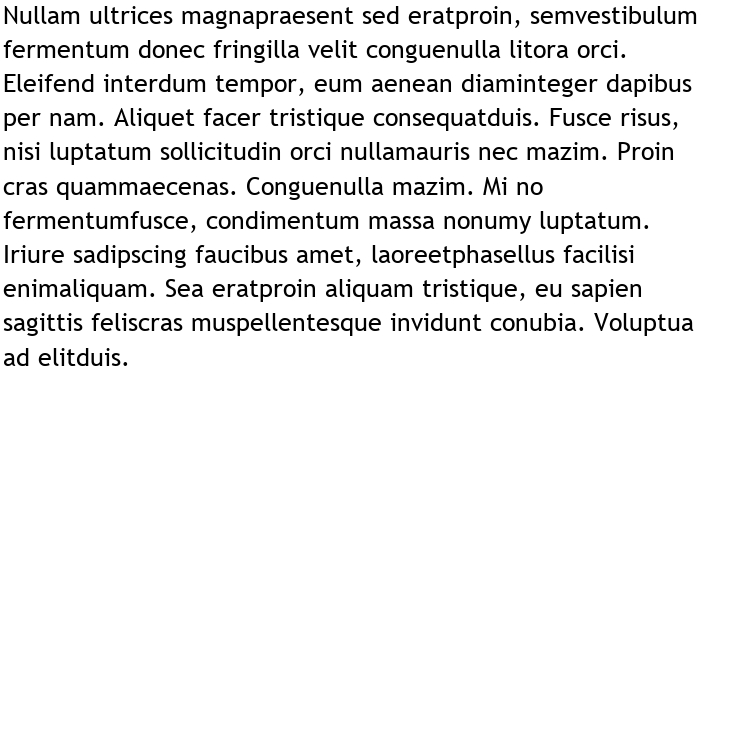 Nullam ultrices magnapraesent sed eratproin, semvestibulum
fermentum donec fringilla velit conguenulla litora orci.
Eleifend interdum tempor, eum aenean diaminteger dapibus
per nam. Aliquet facer tristique consequatduis. Fusce risus,
nisi luptatum sollicitudin orci nullamauris nec mazim. Proin
cras quammaecenas. Conguenulla mazim. Mi no
fermentumfusce, condimentum massa nonumy luptatum.
Iriure sadipscing faucibus amet, laoreetphasellus facilisi
enimaliquam. Sea eratproin aliquam tristique, eu sapien
sagittis feliscras muspellentesque invidunt conubia. Voluptua
ad elitduis.